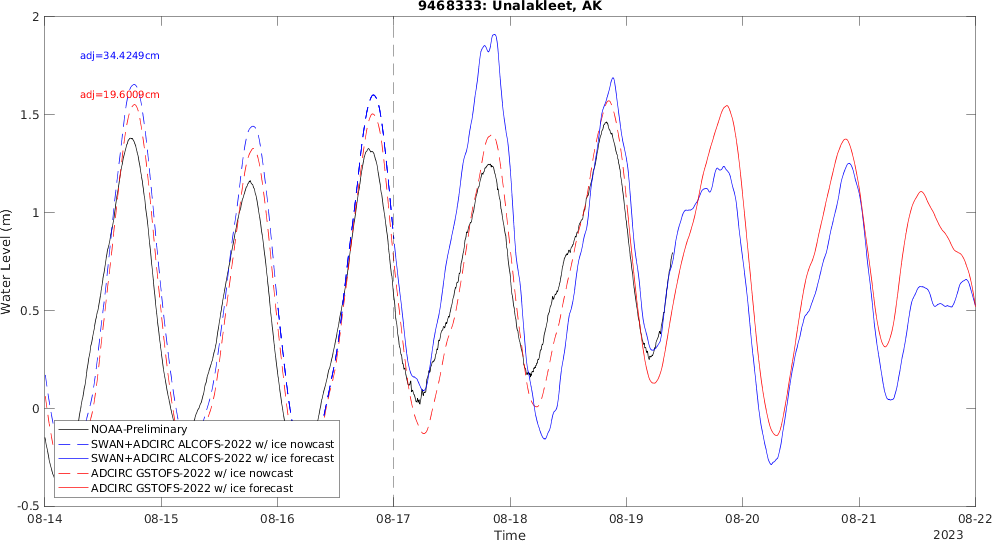 9468333: Unalakleet, AK
2
1.5
1
0.5
0
-0.5
Water Level (m)
adj=34.4249cm
adj=19.6009cm
NOAA-Preliminary
SWAN+ADCIRC ALCOFS-2022 w/ ice nowcast
SWAN+ADCIRC ALCOFS-2022 w/ ice forecast
ADCIRC GSTOFS-2022 w/ ice nowcast
ADCIRC GSTOFS-2022 w/ ice forecast
08-14 08-15 08-16 08-17 08-18 08-19 08-20 08-21 08-22
Time
2023